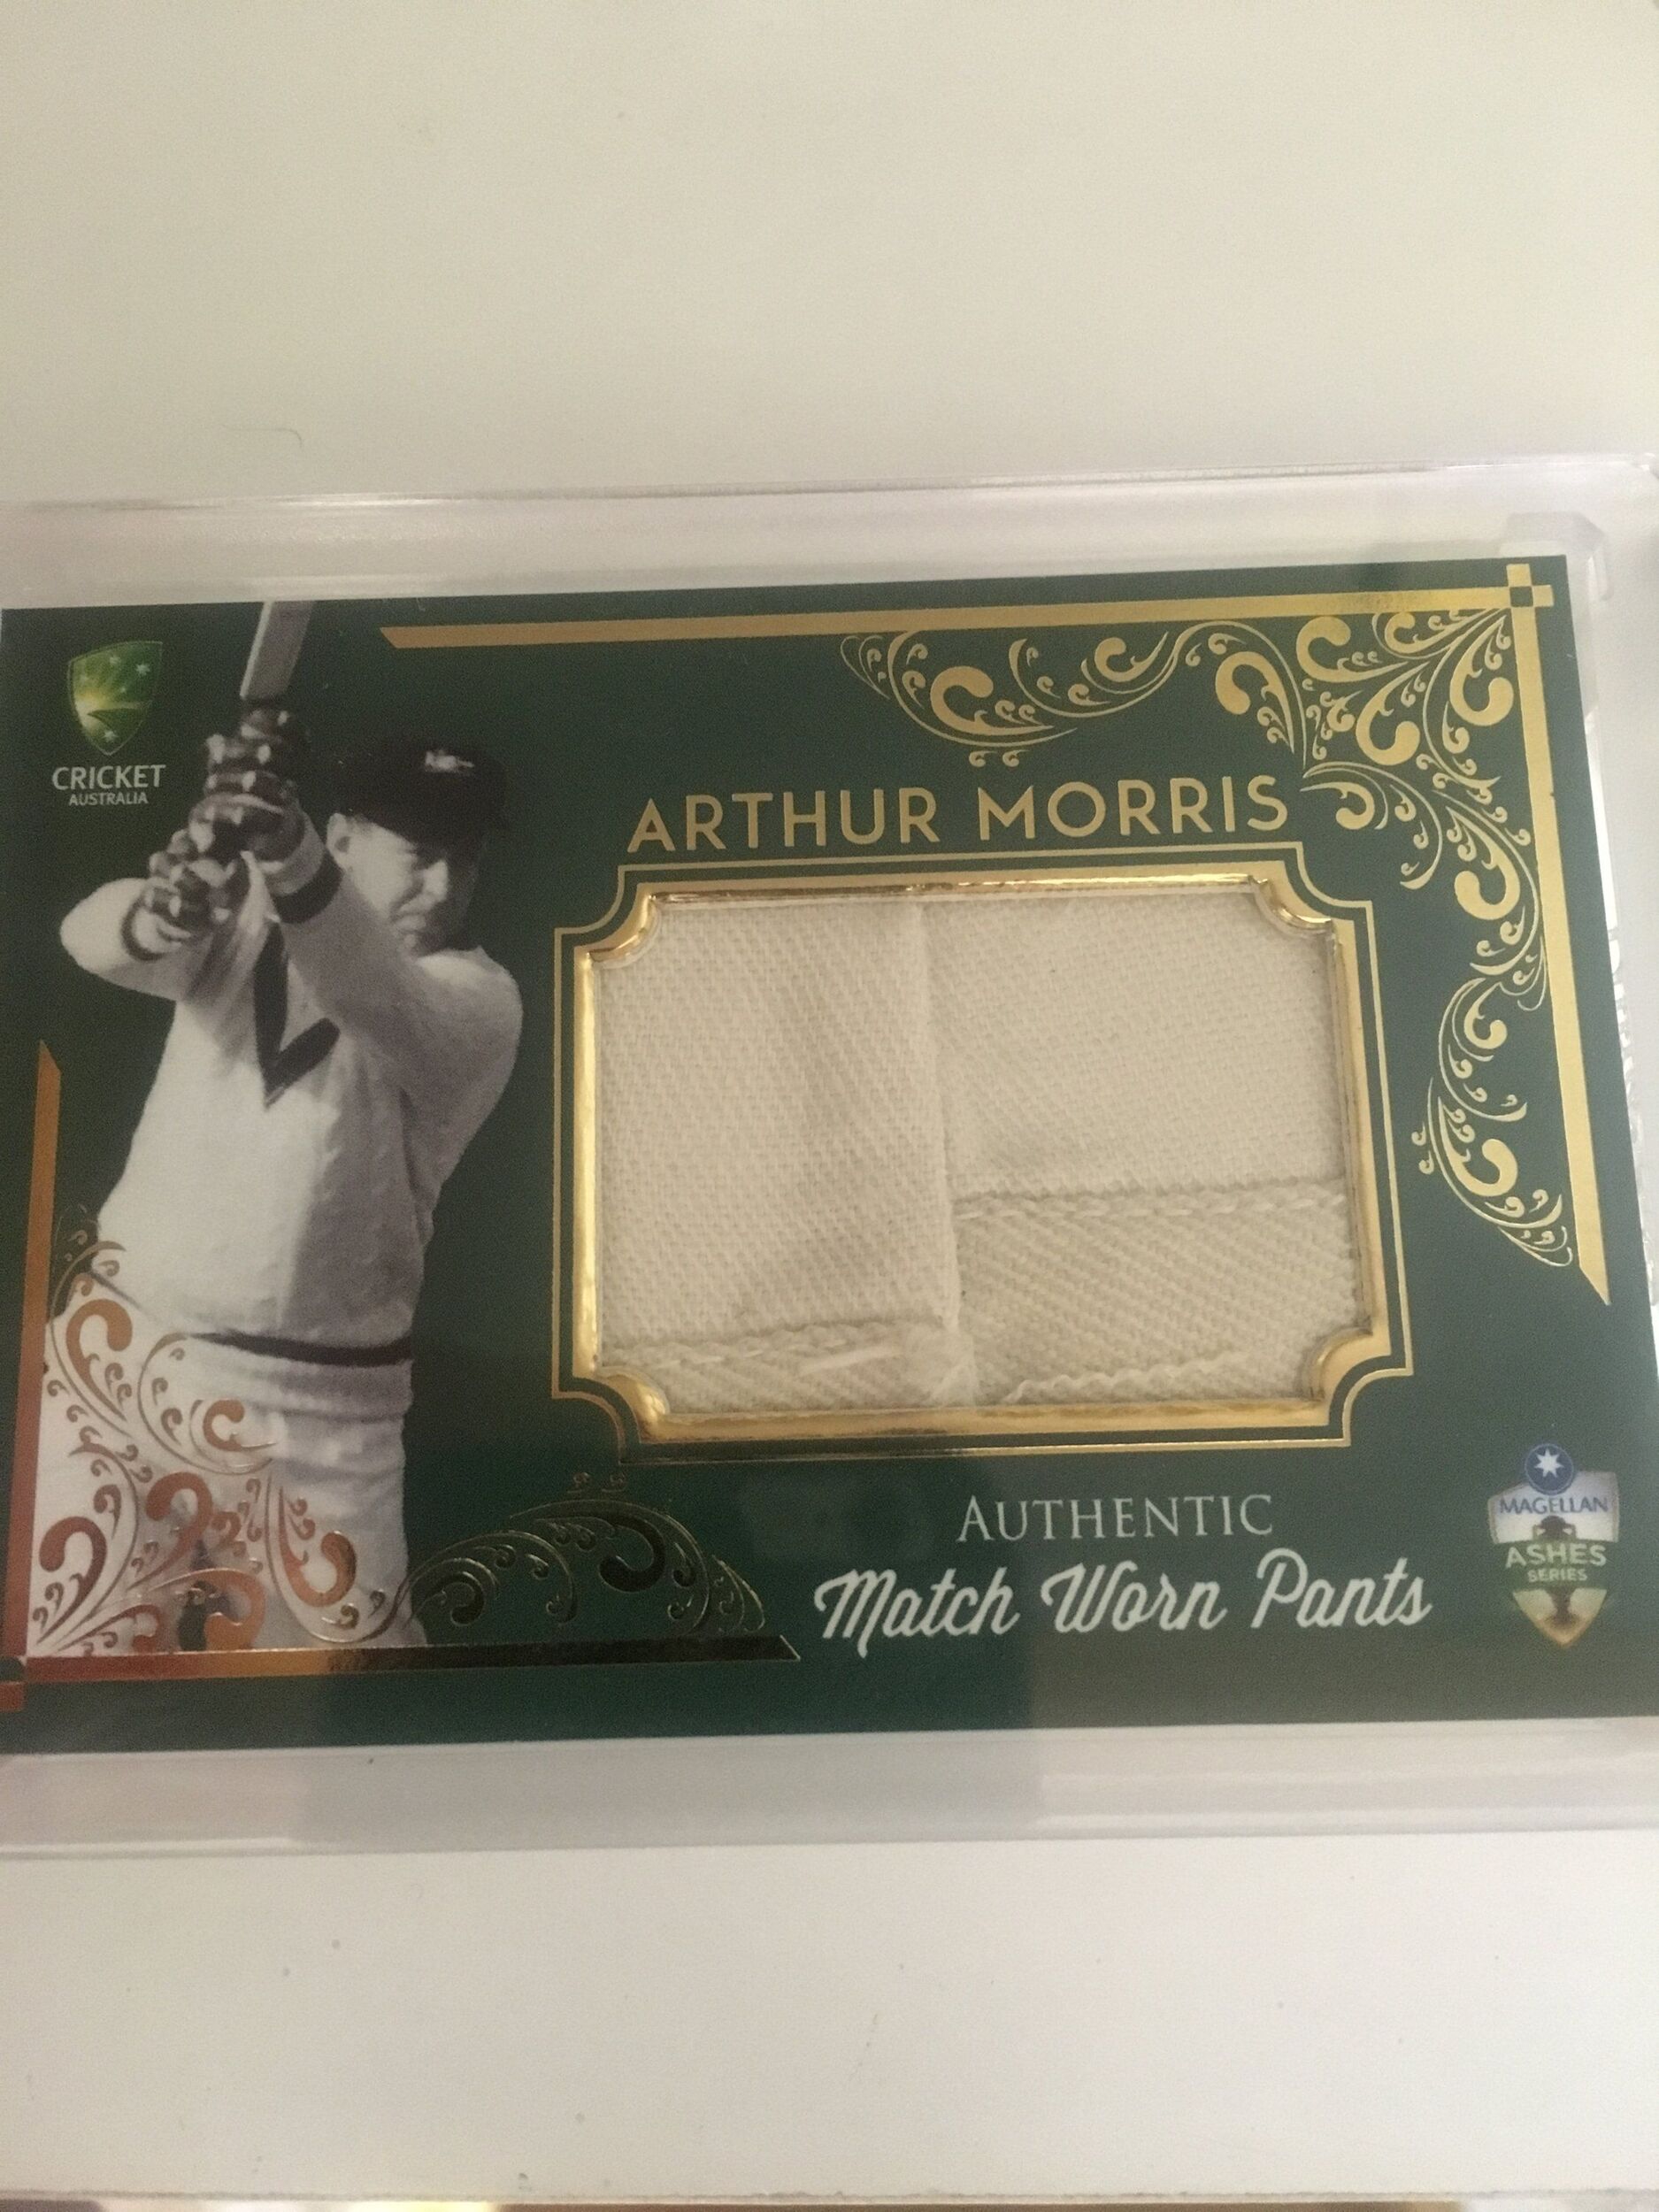 CRICKET
AUSTRALIA
ARTHUR MORRIS
AUTHENTIC
Match Worn Pants
MAGELLAN
ASHES
SERIES